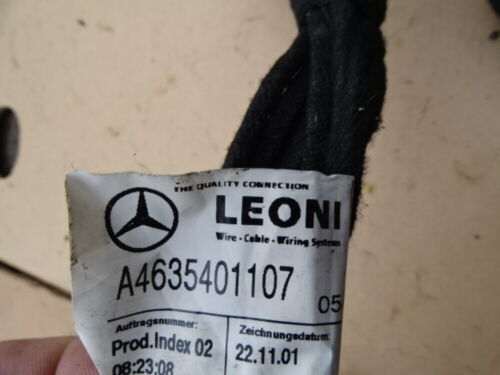 THE QUALITY CONNECTION
LEONI
Wire - Cable - Wiring Systems
A4635401107 05
Auftragsnummer:
Prod.Index 02
08:23:08
Zeichnungsdatum:
22.11.01